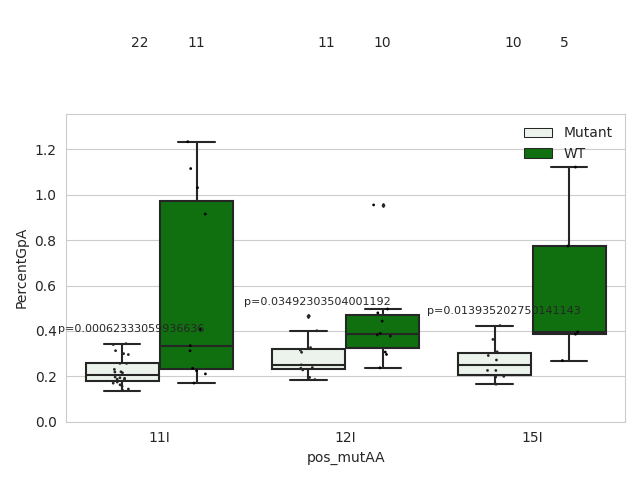 22 11 11 10 10 5
Mutant
WT
PercentGpA
1.2
1.0
0.8
0.6
0.4
0.2
0.0
p=0.00062333059936636
p=0.03492303504001192
p=0.013935202750141143
11I 12I 15I
pos_mutAA